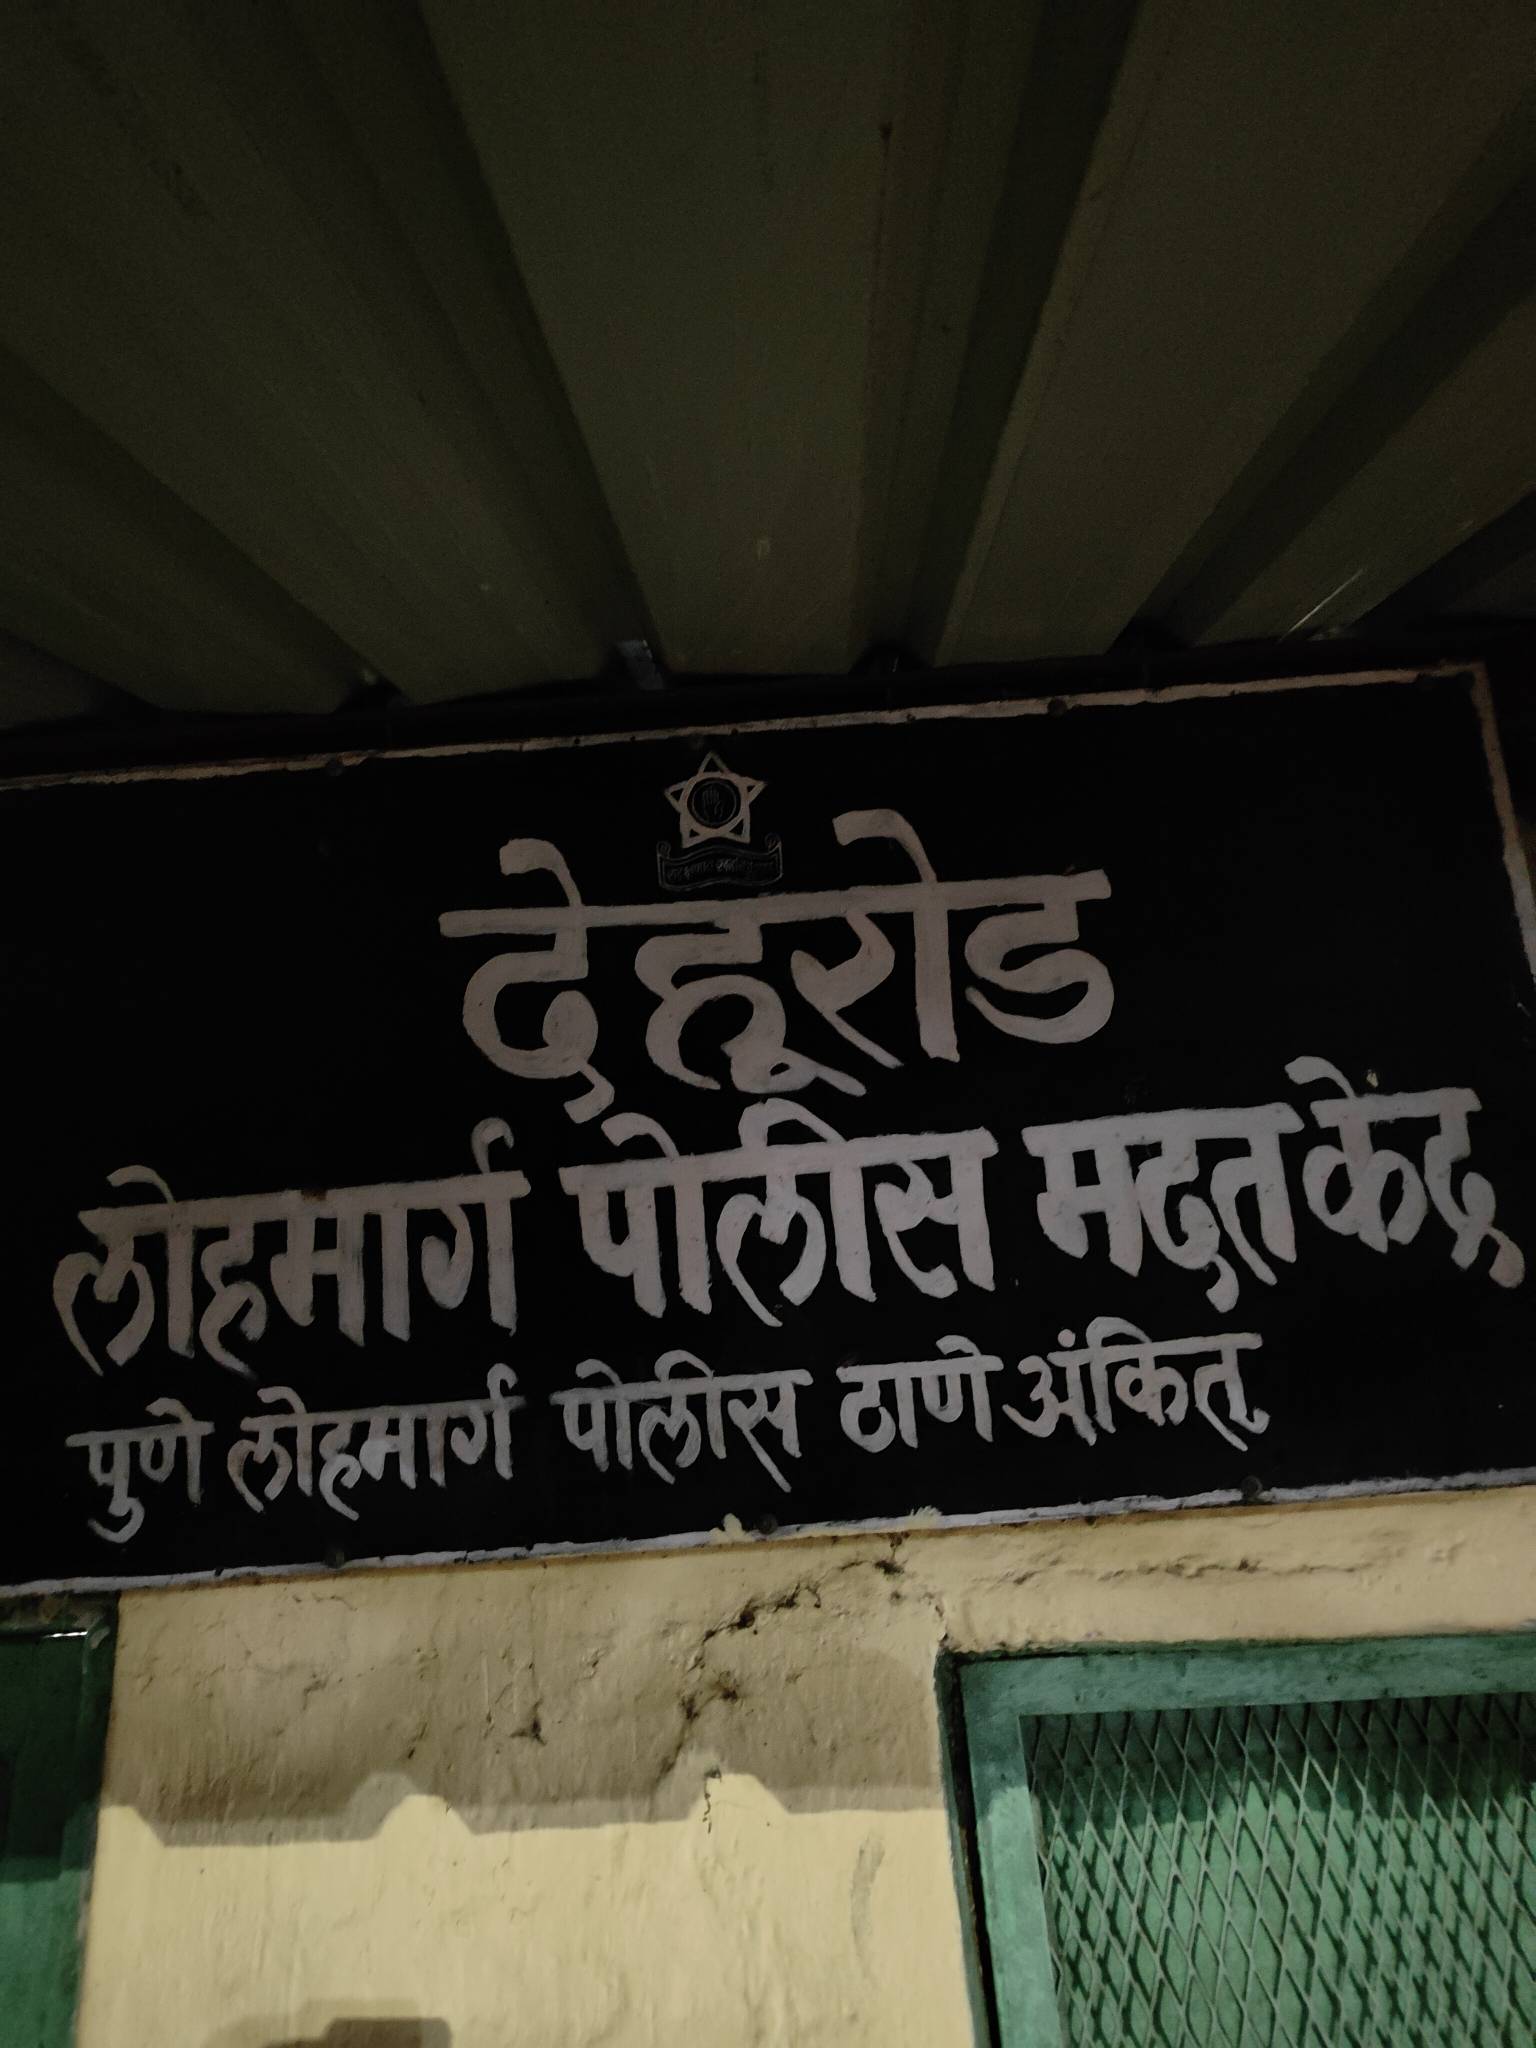 देहूरोड
लोहमार्ग पोलीस मदत केंद्र
पुणे लोहमार्ग पोलीस ठाणे अंकित